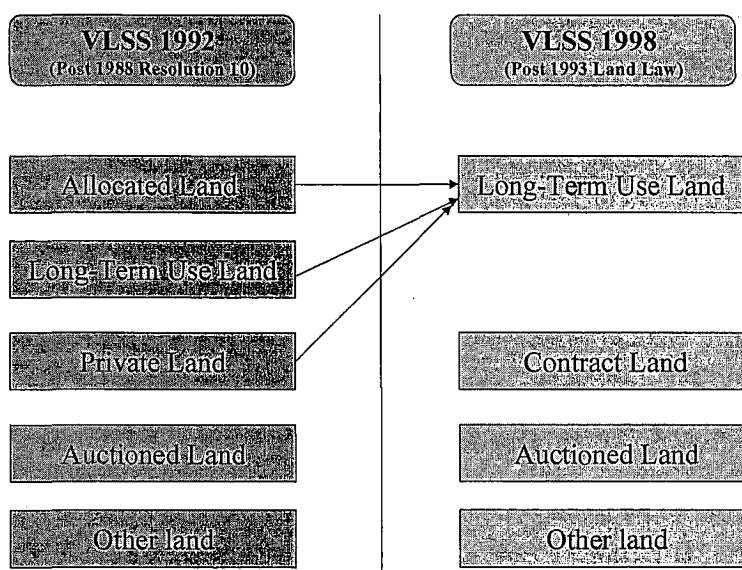 VLSS 1992
(Post 1988 Resolution 10)
Allocated Land
Long-Term Use Land
Private Land
Auctioned Land
Other land
VLSS 1998
(Post 1993 Land Law)
Long-Term Use Land
Contract Land
Auctioned Land
Other land